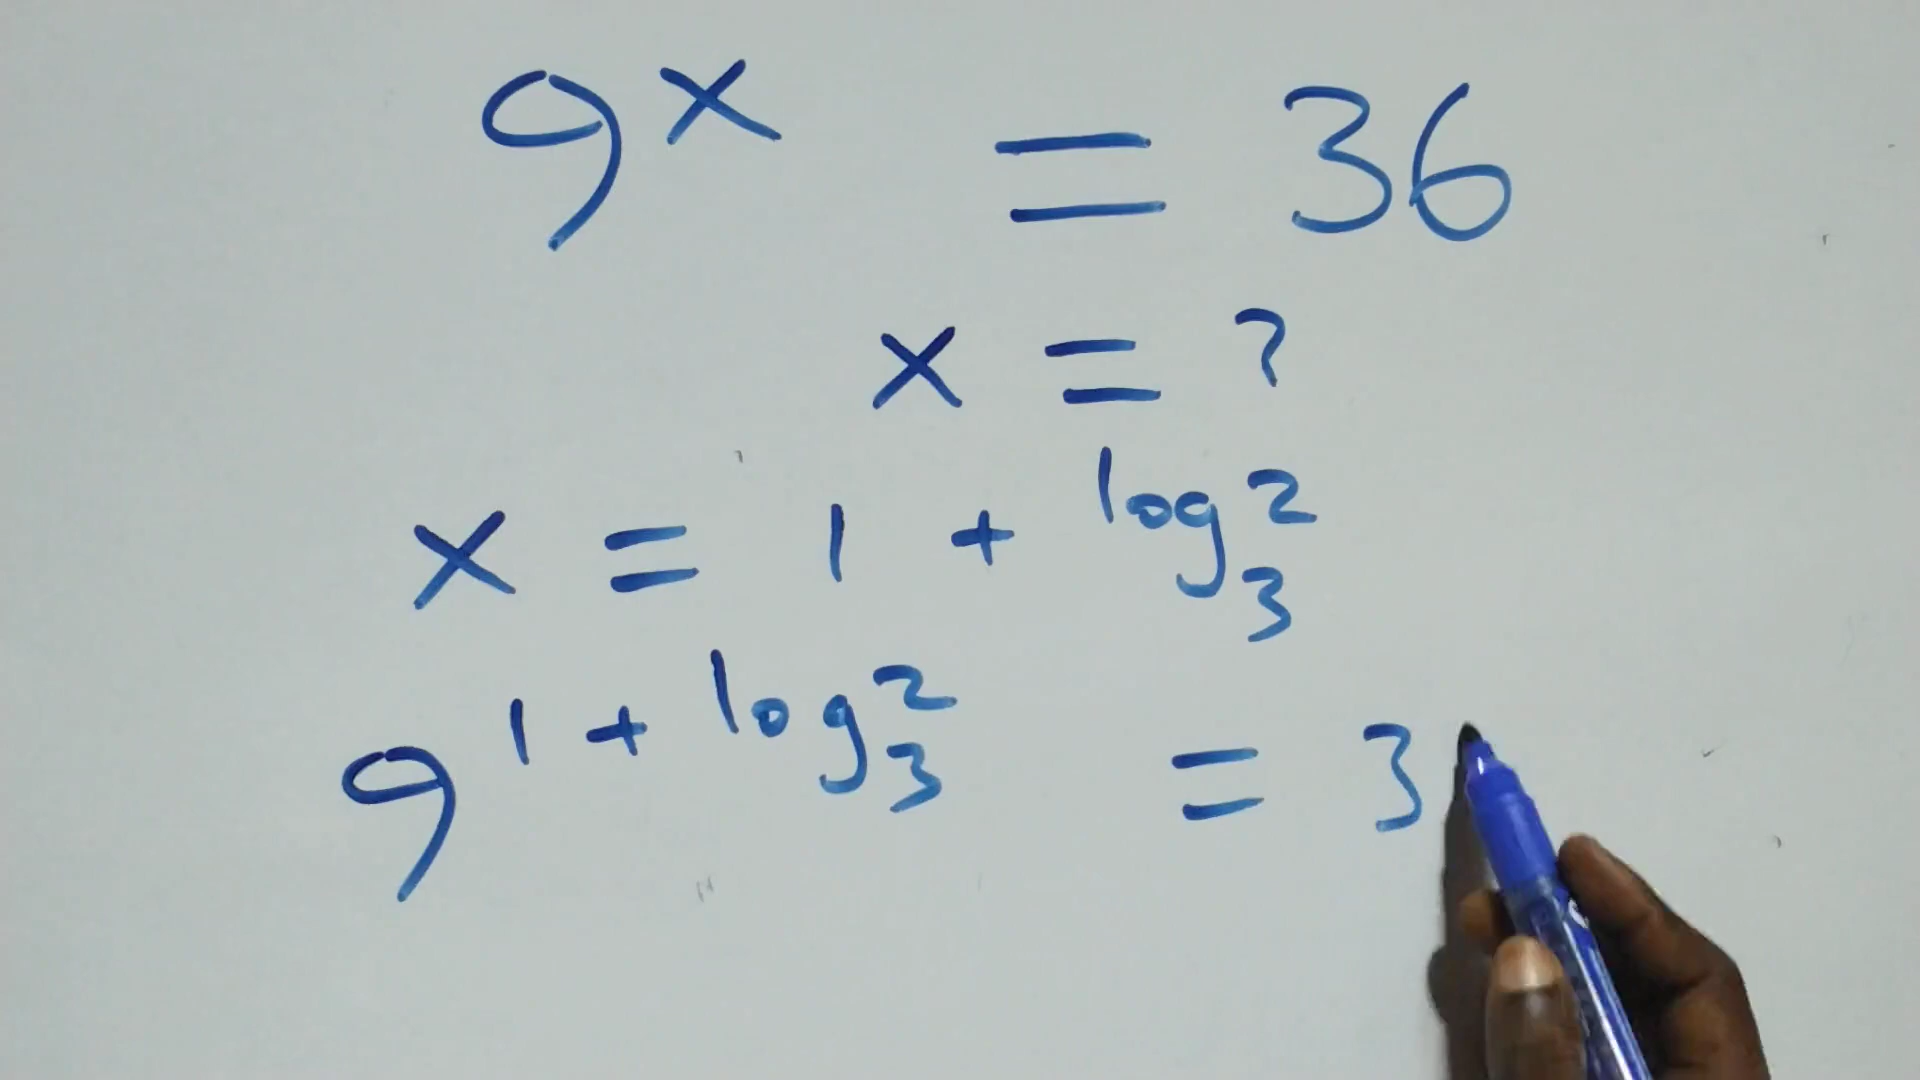 9^x = 36
x = ?
x = 1 + log_3 2
9^(1 + log_3 2) = 3